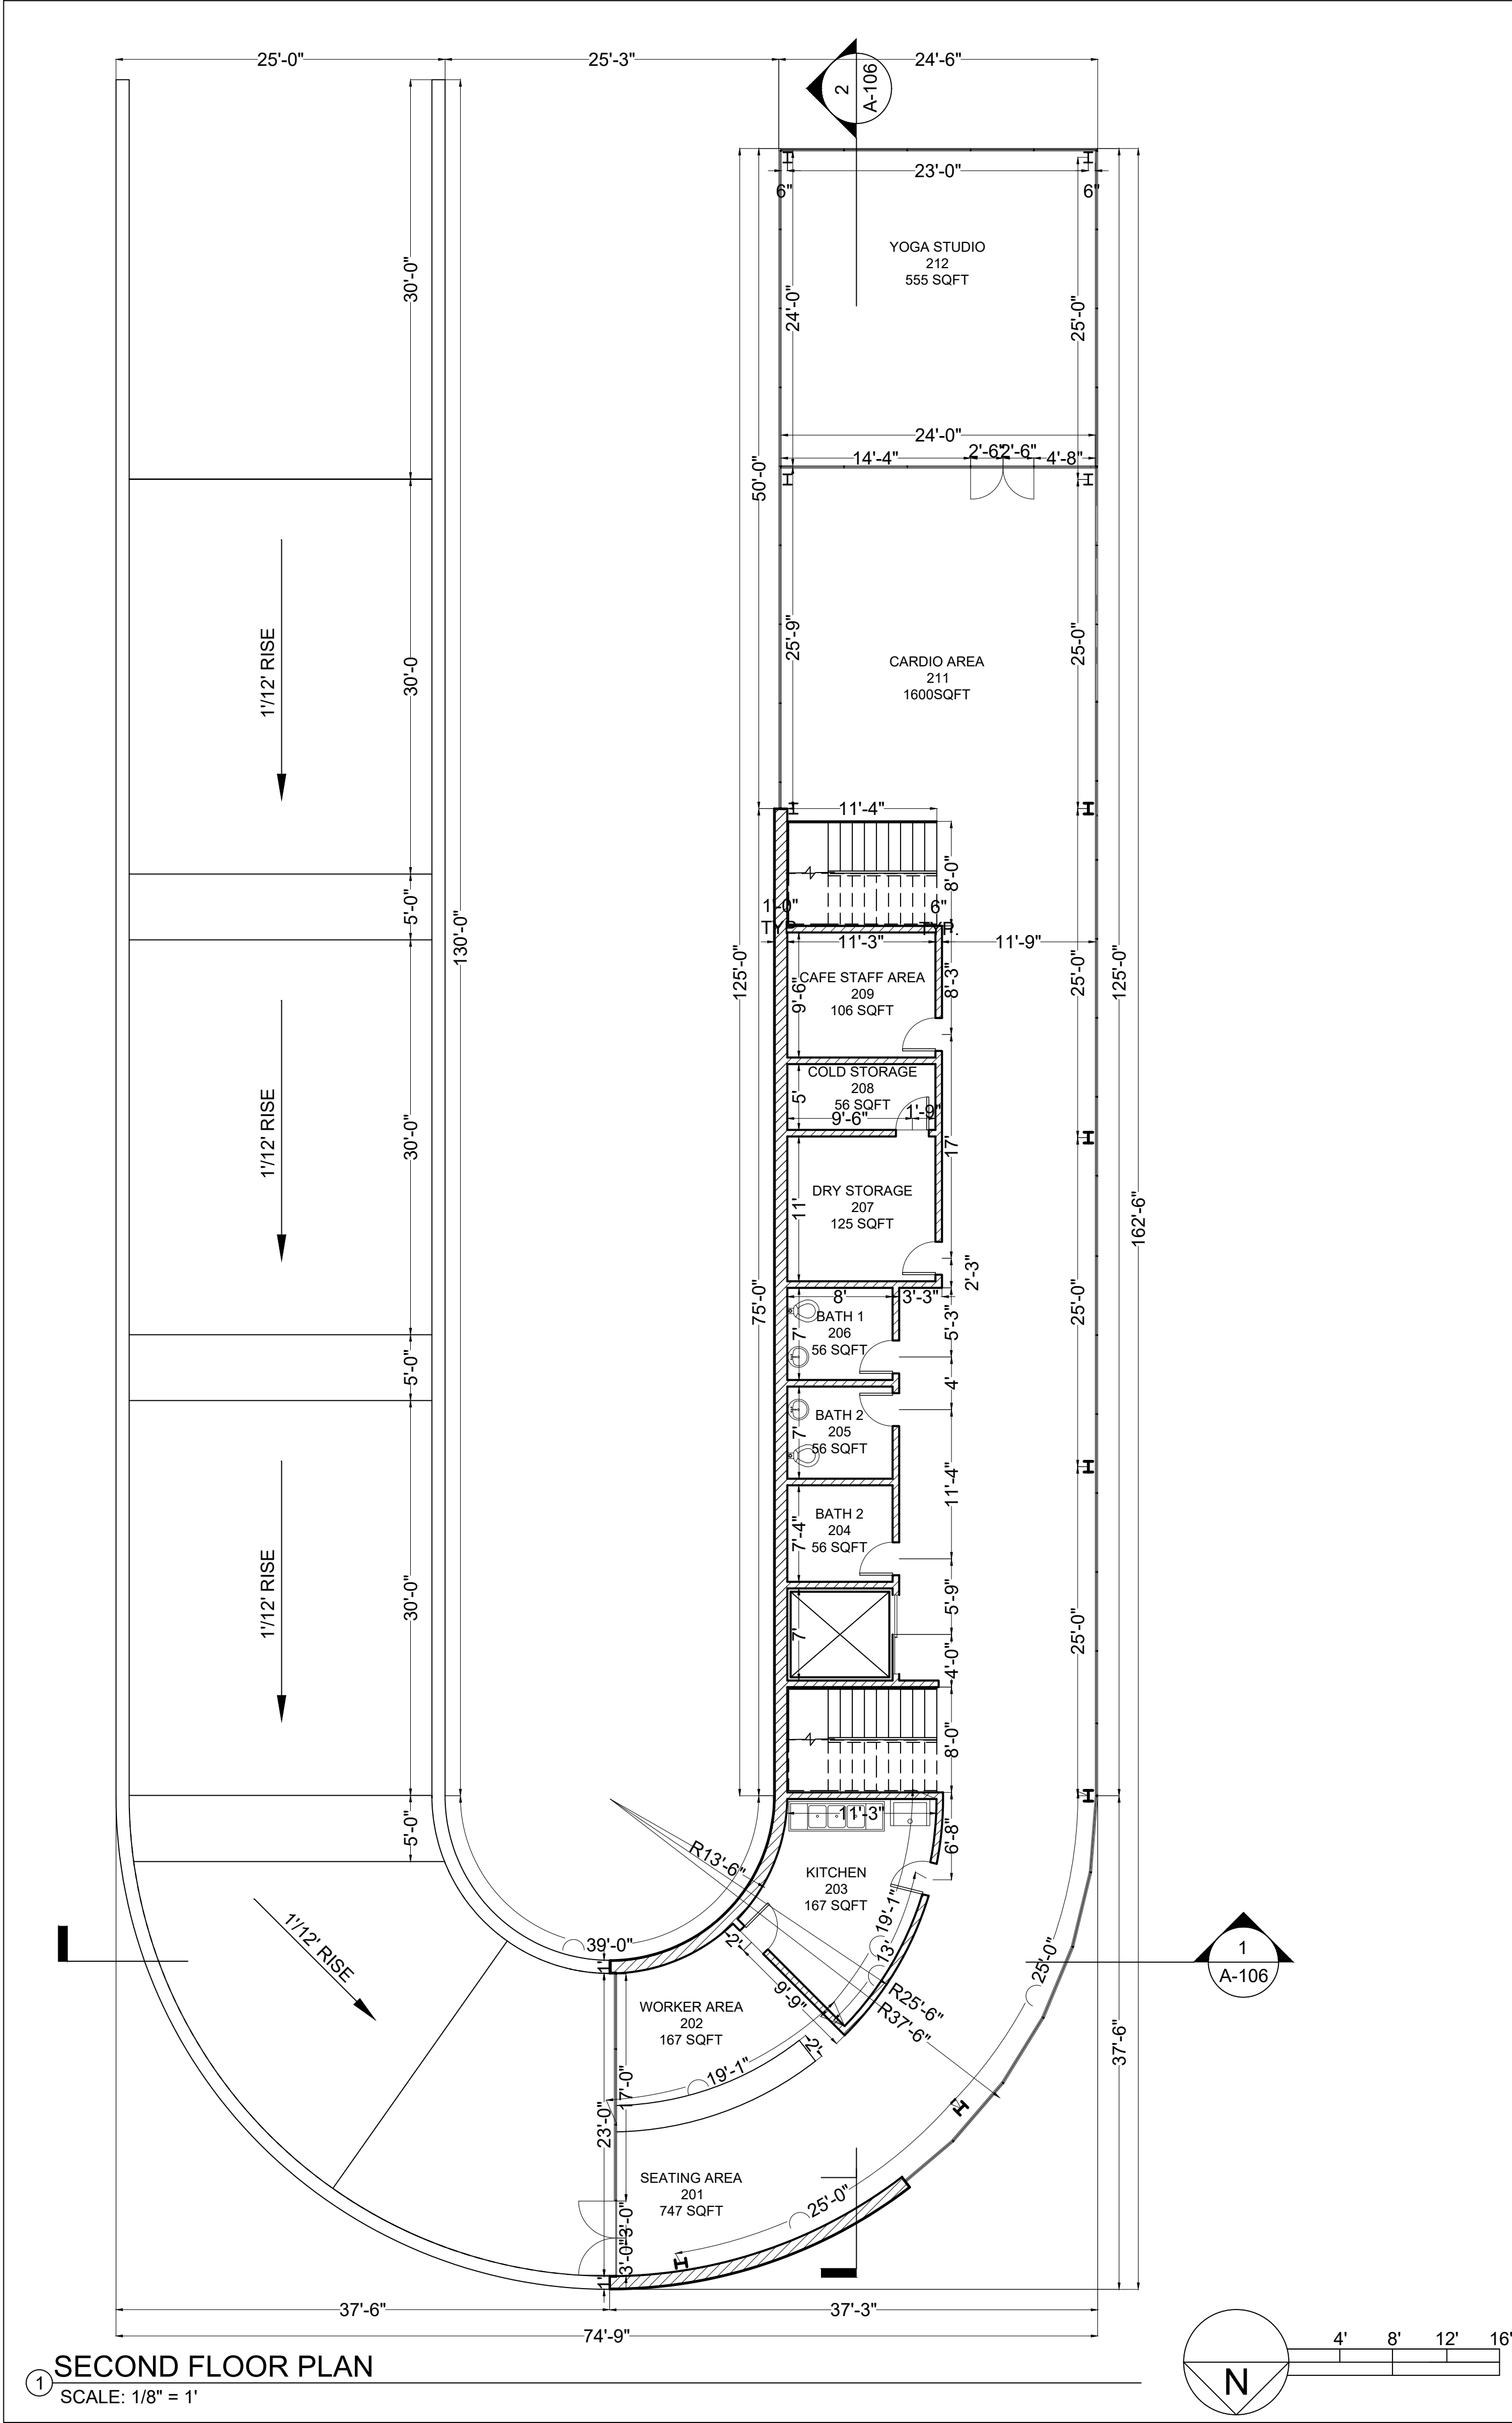 25'-0"
25'-3"
24'-6"
2
A-106
23'-0"
6"
6"
YOGA STUDIO
212
555 SQFT
30'-0"
24'-0"
25'-0"
24'-0"
14'-4"
2'-6"
2'-6"
4'-8"
50'-0"
1'/12' RISE
30'-0
25'-9"
25-0"
CARDIO AREA
211
1600SQFT
11'-4"
8'-0"
5'-0"
130'-0"
1'-0"
TYP.
6"
TYP.
11'-3"
11'-9"
125'-0"
CAFE STAFF AREA
209
106 SQFT
9'-6"
8'-3"
25'-0"
125'-0"
COLD STORAGE
208
56 SQFT
5'
9'-6"
1'-9"
17'
1'/12' RISE
30'-0"
DRY STORAGE
207
125 SQFT
11'
162'-6"
2'-3"
8'
3'-3"
75'-0"
BATH 1
206
56 SQFT
7'
5'-3"
25'-0"
5'-0"
4'
BATH 2
205
56 SQFT
7'
11'-4"
BATH 2
204
56 SQFT
7'-4"
1'/12' RISE
30'-0"
5'-9"
25'-0"
7'
4'-0"
8'-0"
11'-3"
5'-0"
6'-8"
R13'-6"
KITCHEN
203
167 SQFT
19'-1"
13'
1'/12' RISE
39'-0"
1'
2'
9'-9"
R25'-6"
R37'-6"
25'-0"
1
A-106
WORKER AREA
202
167 SQFT
2'
19'-1"
17'-0"
23'-0"
37'-6"
SEATING AREA
201
747 SQFT
25'-0"
3'-0"
3'-0"
1'
37'-6"
37'-3"
74'-9"
1
SECOND FLOOR PLAN
SCALE: 1/8" = 1'
N
4'
8'
12'
16'